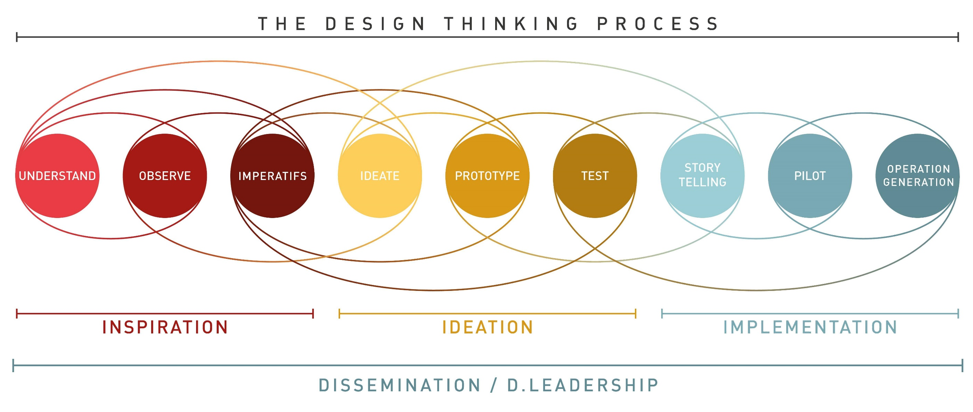 THE DESIGN THINKING PROCESS
UNDERSTAND
OBSERVE
IMPERATIFS
IDEATE
PROTOTYPE
TEST
STORY
TELLING
PILOT
OPERATION
GENERATION
INSPIRATION
IDEATION
IMPLEMENTATION
DISSEMINATION / D.LEADERSHIP